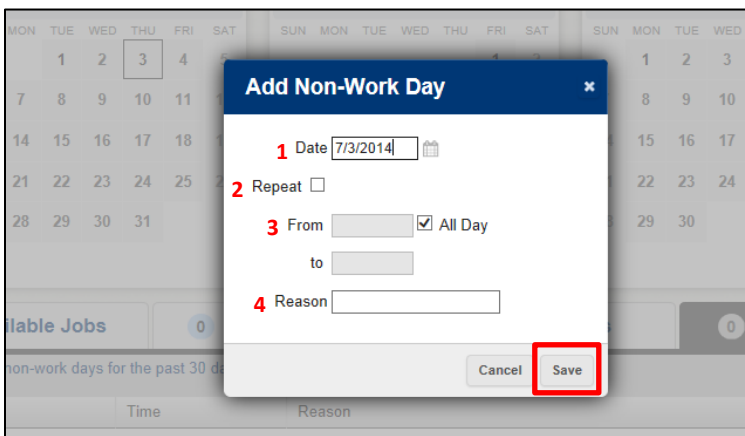 MON TUE WED THU FRI SAT
SUN MON TUE WED THU FRI SAT
SUN MON TUE WED
1 2 3 4
1 2 3
7 8 9 10 11
8 9 10
14 15 16 17 18
15 16 17
21 22 23 24 25
22 23 24
28 29 30 31
29 30
Add Non-Work Day ×
1 Date 7/3/2014
2 Repeat
3 From All Day
to
4 Reason
Cancel Save
Jobs
0
0
non-work days for the past 30
Time Reason